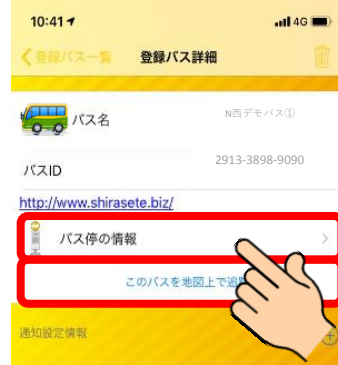 10:41 4G
登録バス一覧 登録バス詳細
バス名 N西デモバス①
バスID 2913-3898-9090
http://www.shirasete.biz/
バス停の情報
このバスを地図上で追
通知設定情報